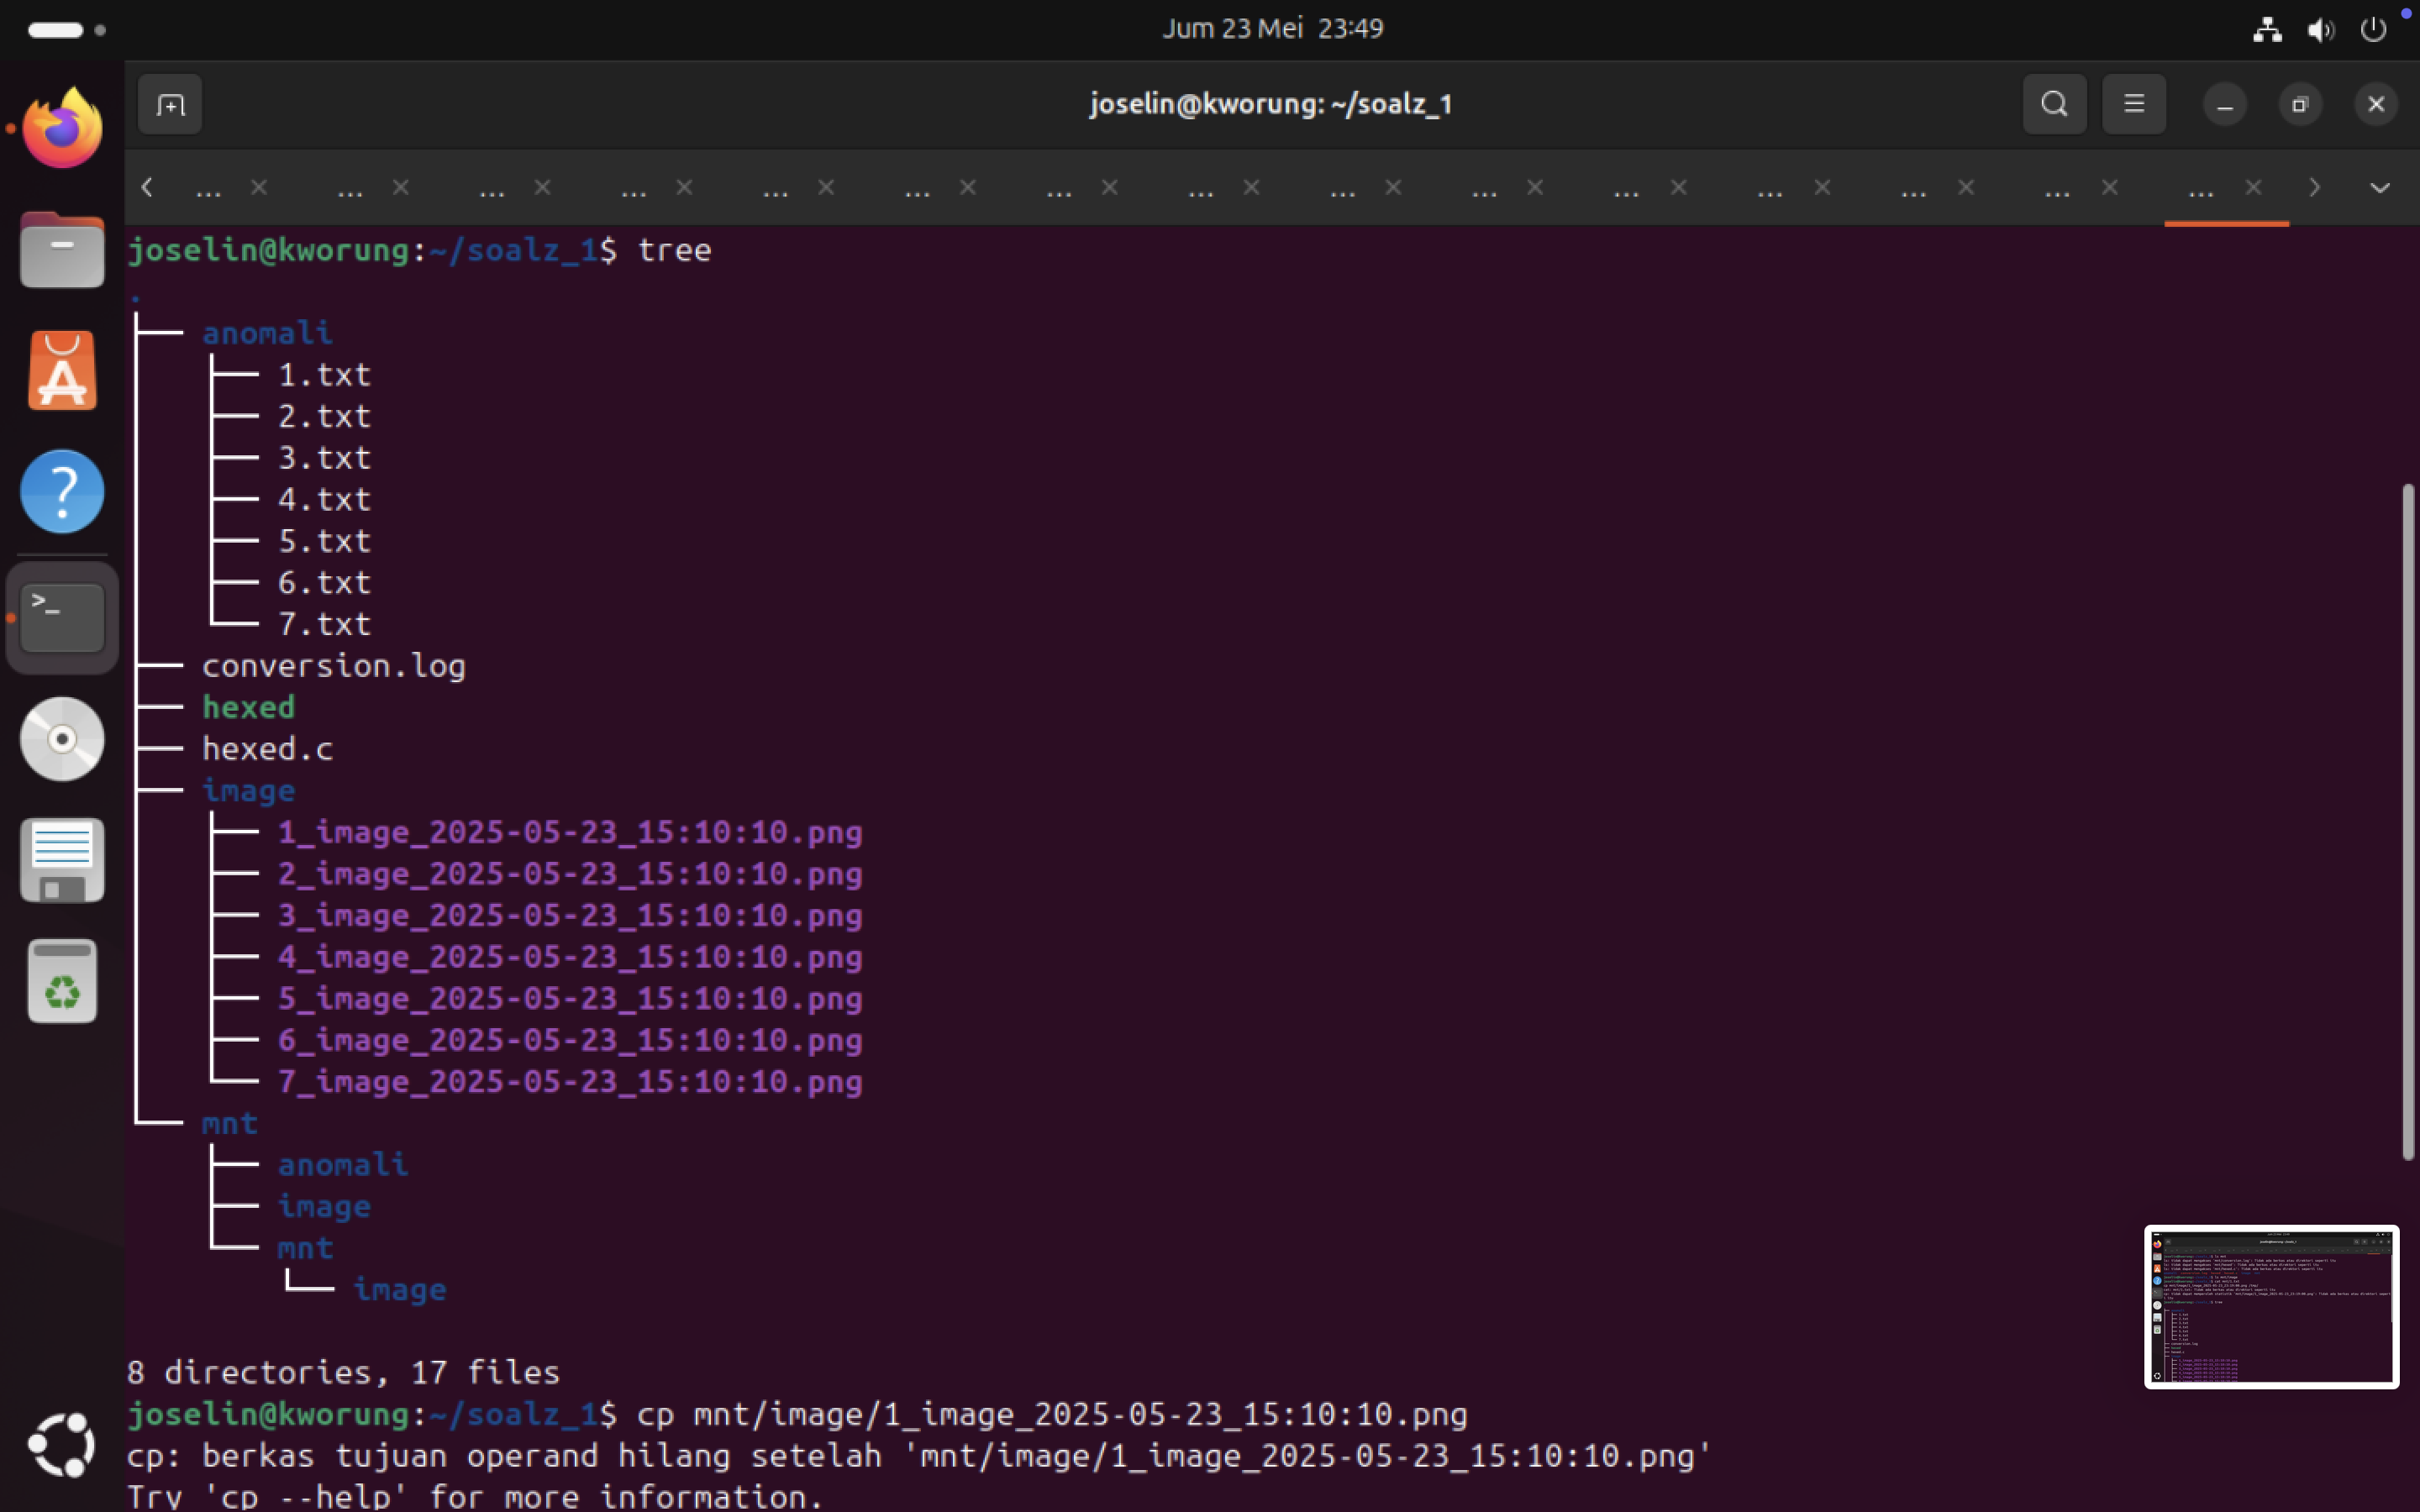 Jum 23 Mei 23:49
joselin@kworung: ~/soalz_1
... ... ... ... ... ... ... ... ... ... ... ... ... ... ...
joselin@kworung:~/soalz_1$ tree
.
├── anomali
│   ├── 1.txt
│   ├── 2.txt
│   ├── 3.txt
│   ├── 4.txt
│   ├── 5.txt
│   ├── 6.txt
│   └── 7.txt
├── conversion.log
├── hexed
├── hexed.c
├── image
│   ├── 1_image_2025-05-23_15:10:10.png
│   ├── 2_image_2025-05-23_15:10:10.png
│   ├── 3_image_2025-05-23_15:10:10.png
│   ├── 4_image_2025-05-23_15:10:10.png
│   ├── 5_image_2025-05-23_15:10:10.png
│   ├── 6_image_2025-05-23_15:10:10.png
│   └── 7_image_2025-05-23_15:10:10.png
└── mnt
    ├── anomali
    ├── image
    └── mnt
        └── image
8 directories, 17 files
joselin@kworung:~/soalz_1$ cp mnt/image/1_image_2025-05-23_15:10:10.png
cp: berkas tujuan operand hilang setelah 'mnt/image/1_image_2025-05-23_15:10:10.png'
Try 'cp --help' for more information.